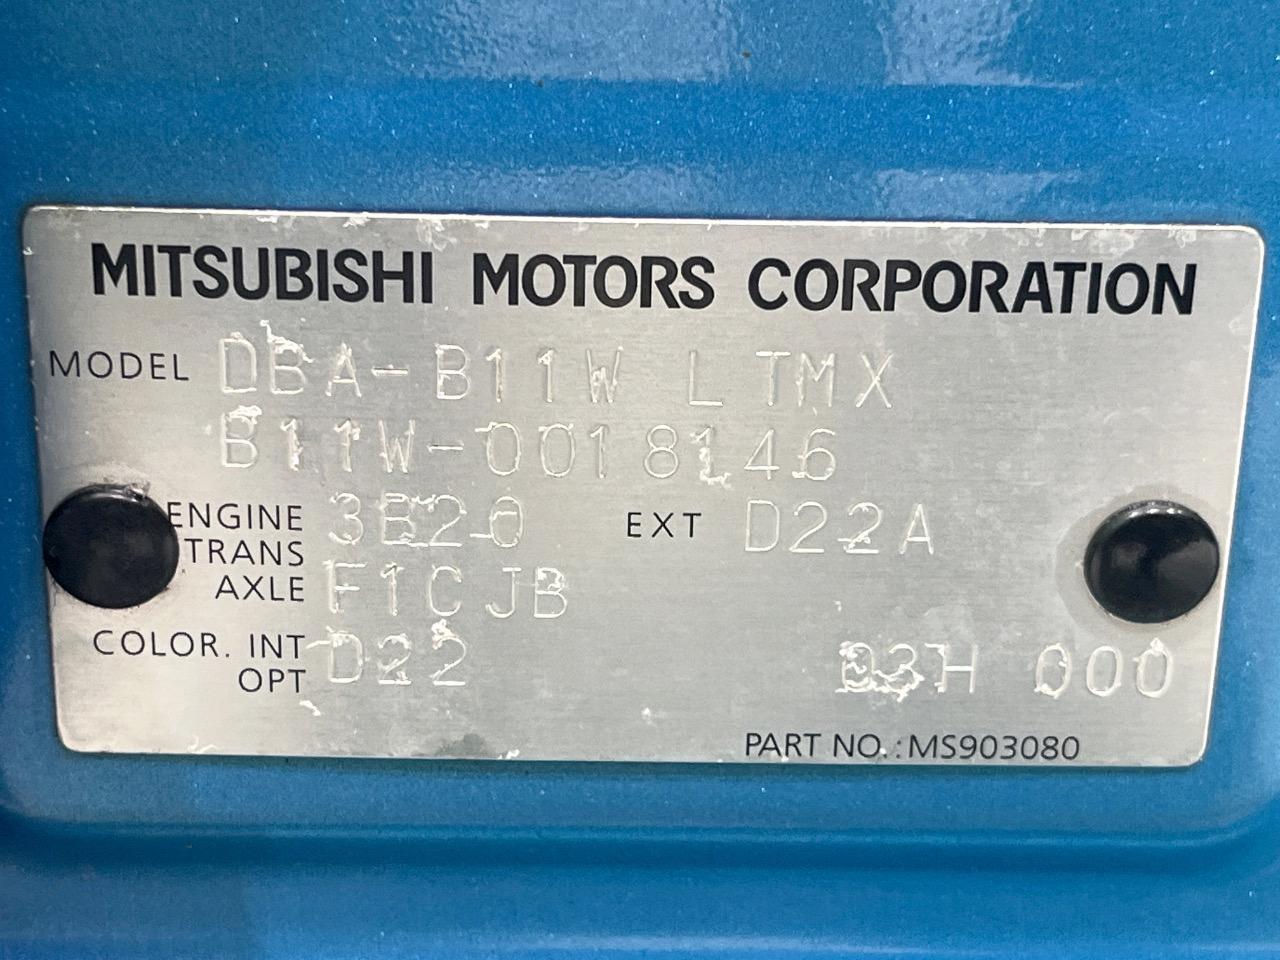 MITSUBISHI MOTORS CORPORATION
MODEL DBA-B11W LTMX
B11W-0018146
ENGINE 3B20 EXT D22A
TRANS
AXLE F1CJB
COLOR. INT D22 03H 000
OPT
PART NO.:MS903080